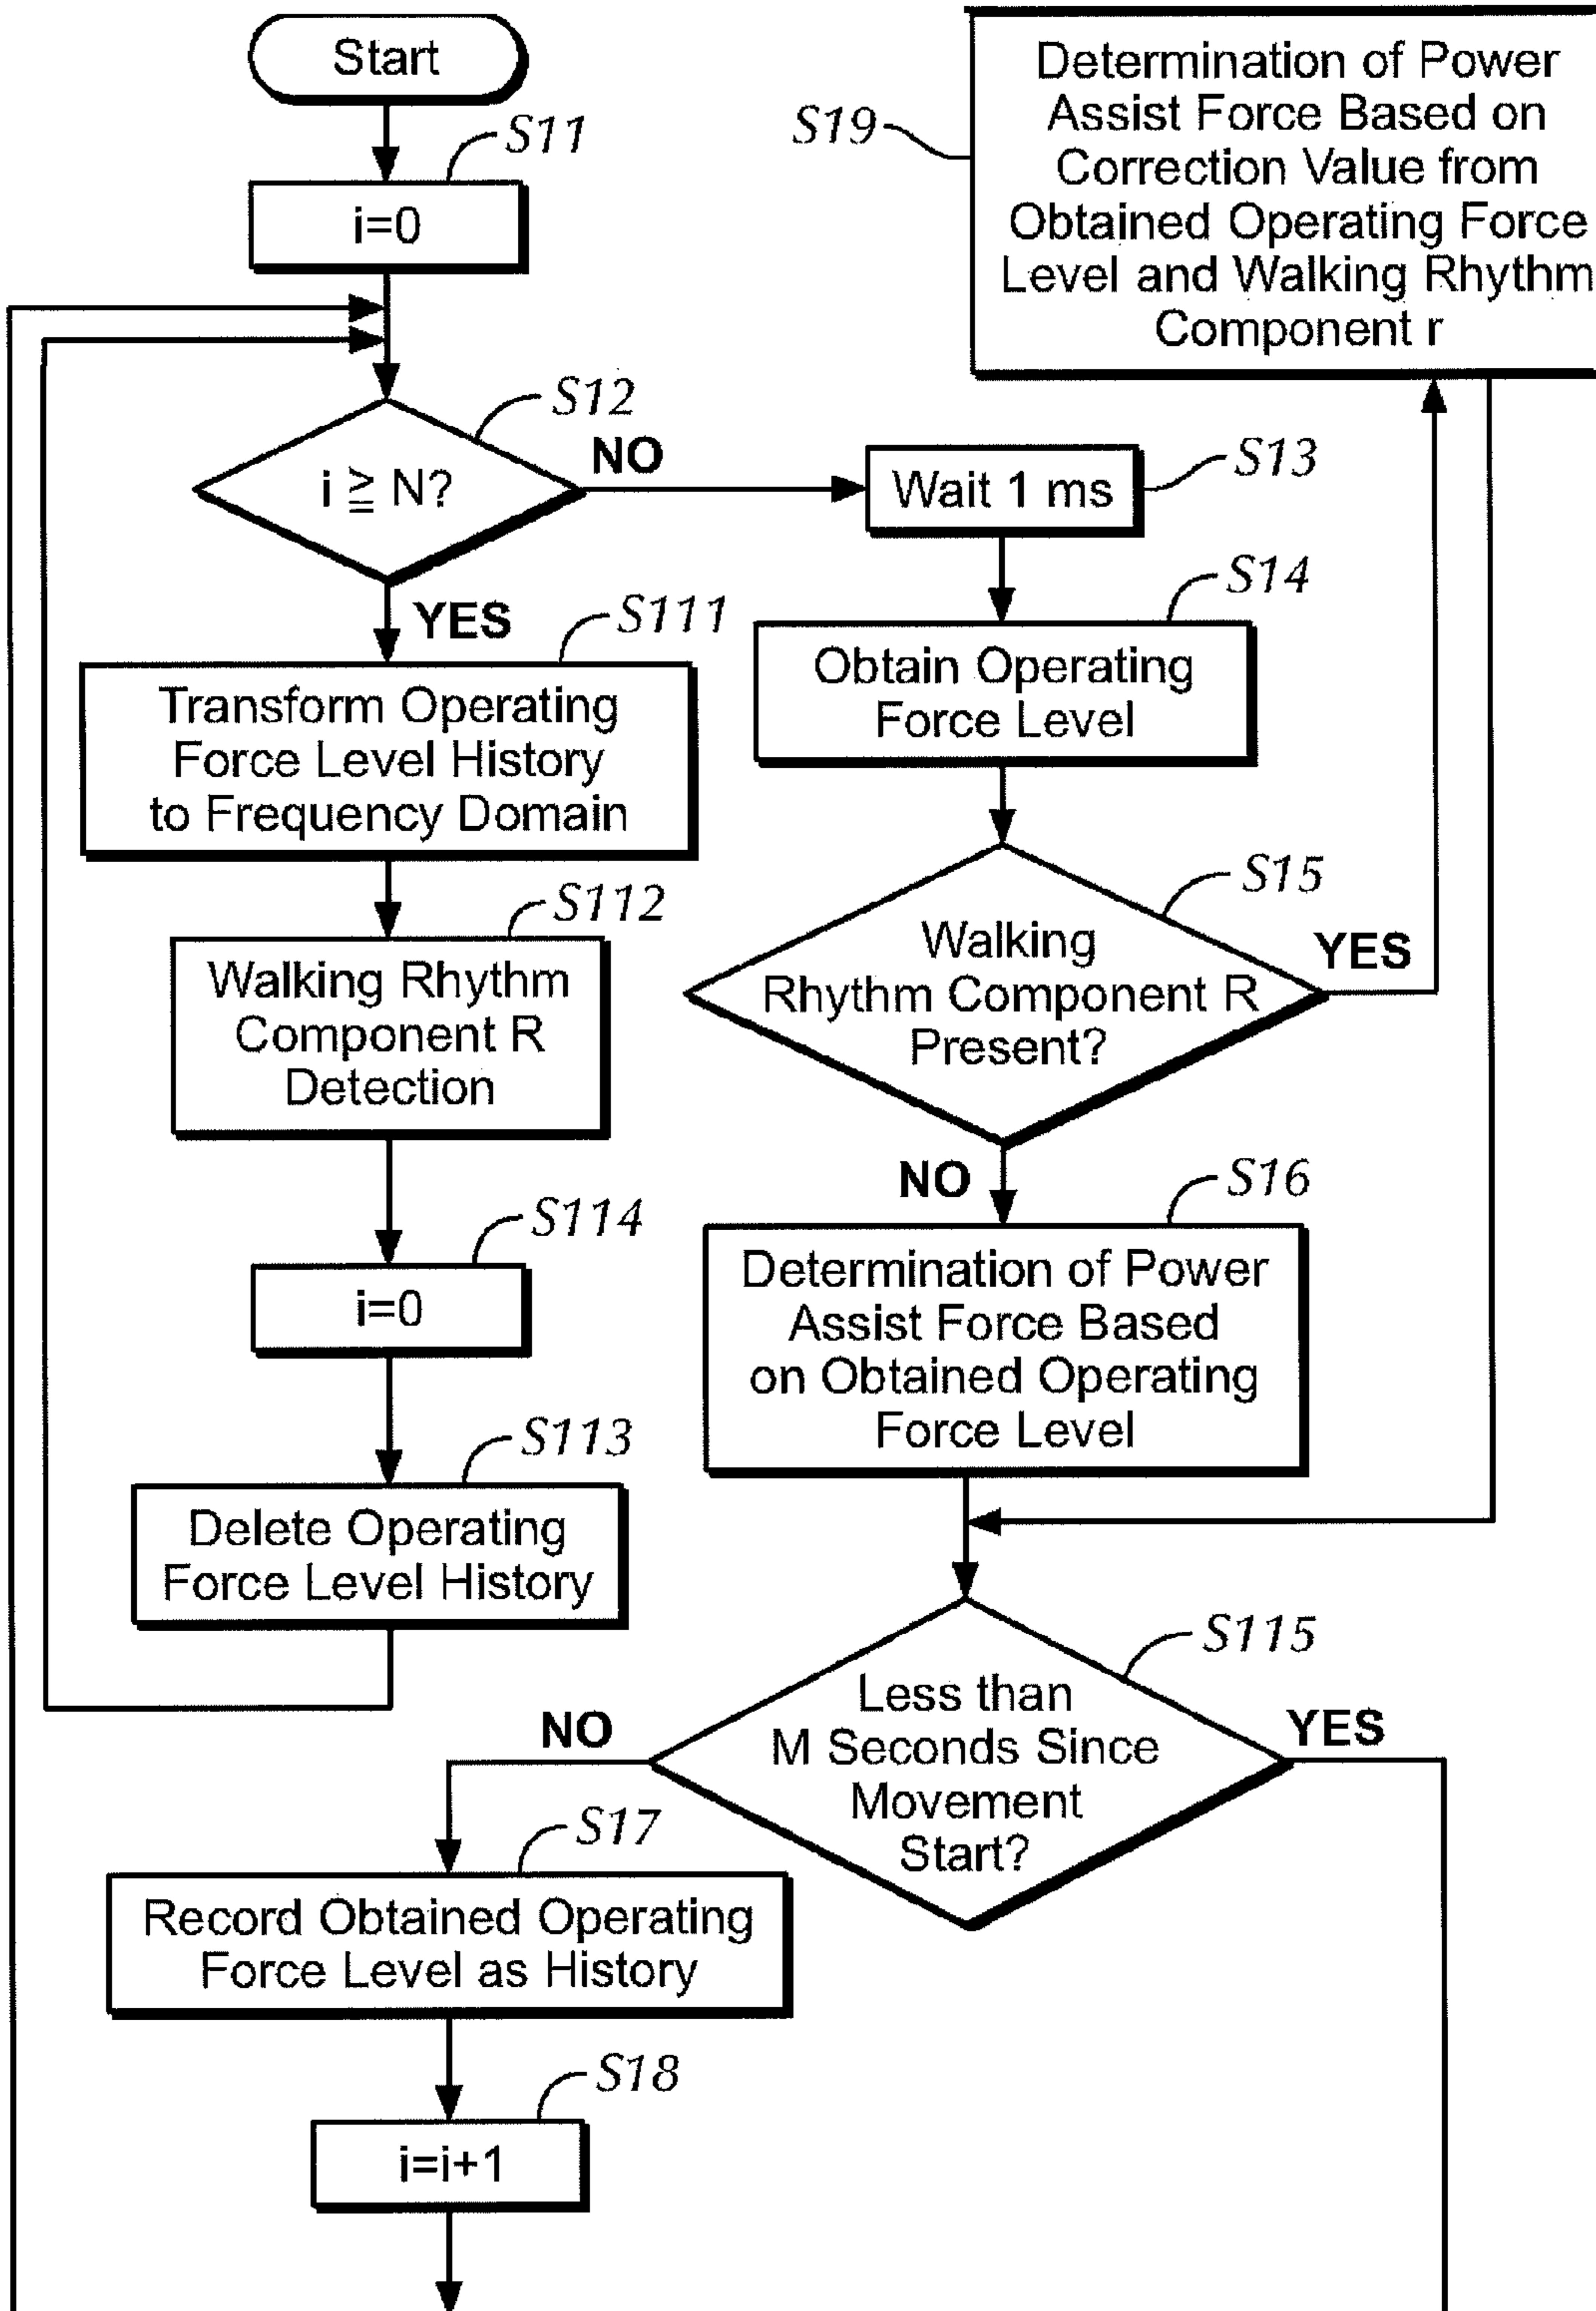 Start
S11
i=0
S12
i ≧ N?
NO
YES
S111
Transform Operating
Force Level History
to Frequency Domain
S112
Walking Rhythm
Component R
Detection
S114
i=0
S113
Delete Operating
Force Level History
S13
Wait 1 ms
S14
Obtain Operating
Force Level
S15
Walking
Rhythm Component R
Present?
YES
NO
S19
Determination of Power
Assist Force Based on
Correction Value from
Obtained Operating Force
Level and Walking Rhythm
Component r
S16
Determination of Power
Assist Force Based
on Obtained Operating
Force Level
S115
Less than
M Seconds Since
Movement
Start?
NO
YES
S17
Record Obtained Operating
Force Level as History
S18
i=i+1